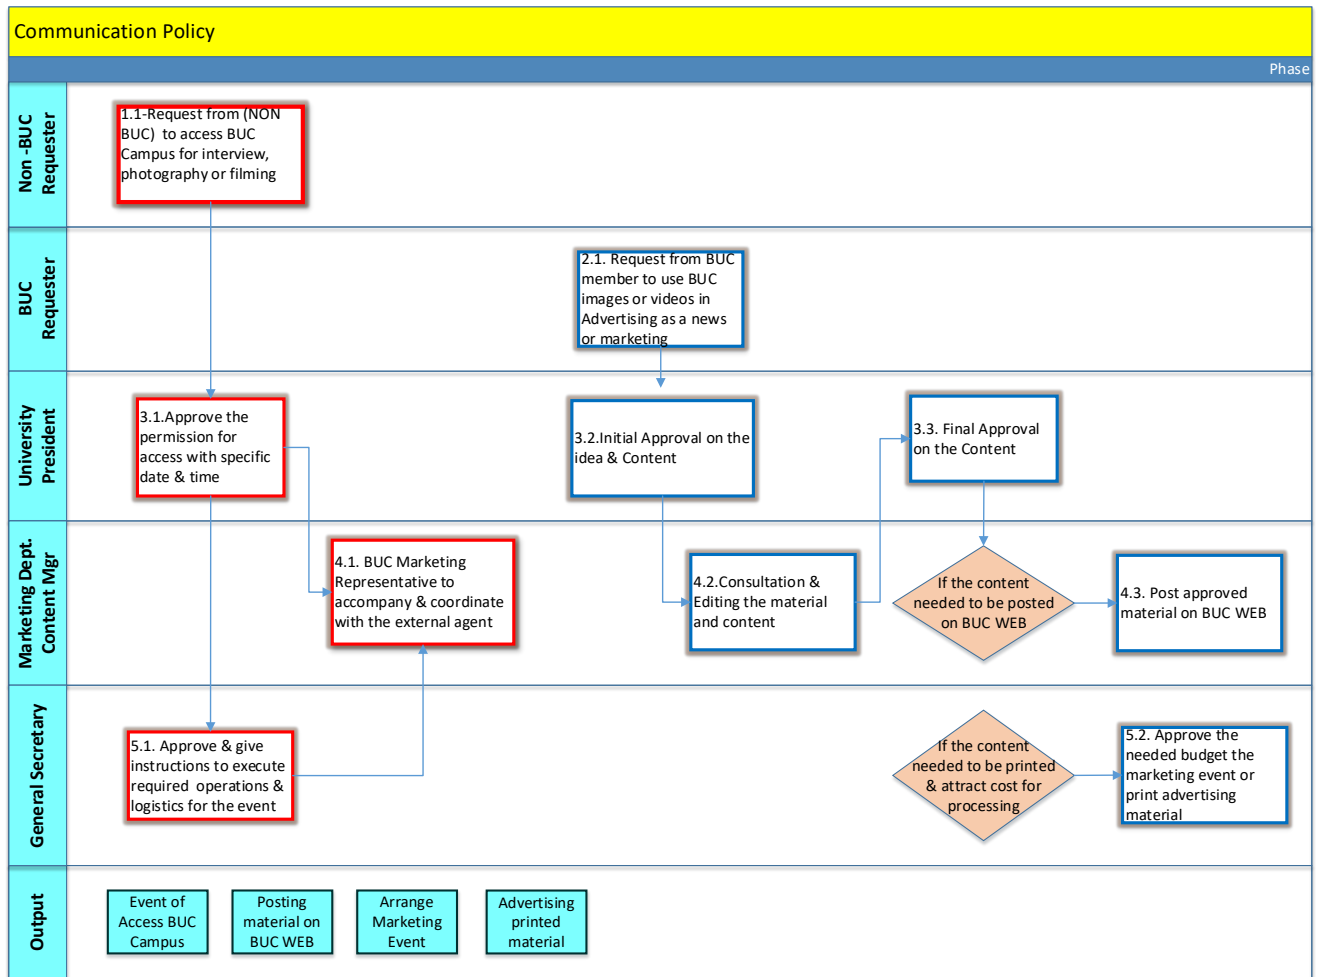 Communication Policy
Phase
Non -BUC
Requester
1.1-Request from (NON
BUC)  to access BUC
Campus for interview,
photography or filming
BUC
Requester
2.1. Request from BUC
member to use BUC
images or videos in
Advertising as a news
or marketing
University
President
3.1.Approve the
permission for
access with specific
date & time
3.2.Initial Approval on the
idea & Content
3.3. Final Approval
on the Content
Marketing Dept.
Content Mgr
4.1. BUC Marketing
Representative to
accompany & coordinate
with the external agent
4.2.Consultation &
Editing the material
and content
If the content
needed to be posted
on BUC WEB
4.3. Post approved
material on BUC WEB
General Secretary
5.1. Approve & give
instructions to execute
required  operations &
logistics for the event
If the content
needed to be printed
& attract cost for
processing
5.2. Approve the
needed budget the
marketing event or
print advertising
material
Output
Event of
Access BUC
Campus
Posting
material on
BUC WEB
Arrange
Marketing
Event
Advertising
printed
material